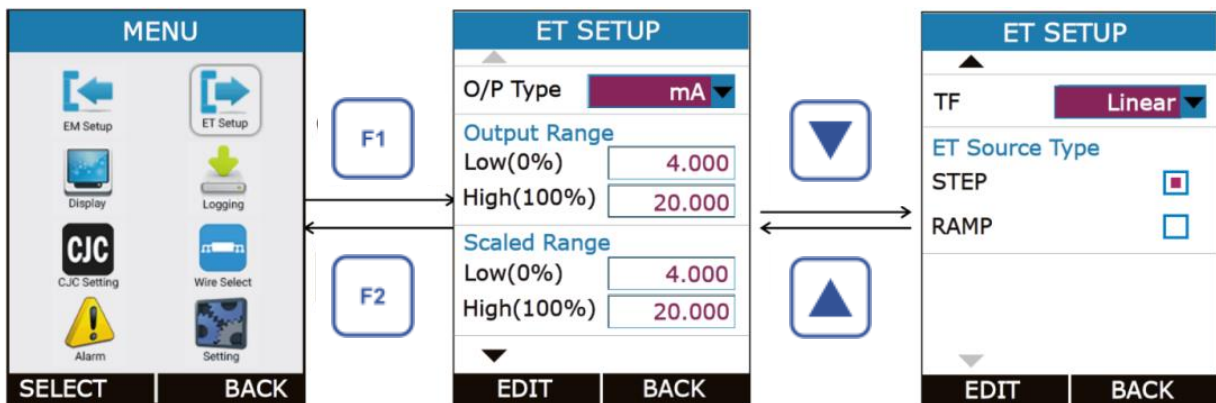 MENU
EM Setup
ET Setup
Display
Logging
CJC
CJC Setting
Wire Select
Alarm
Setting
SELECT BACK
F1
F2
ET SETUP
O/P Type mA
Output Range
Low(0%) 4.000
High(100%) 20.000
Scaled Range
Low(0%) 4.000
High(100%) 20.000
EDIT BACK
ET SETUP
TF Linear
ET Source Type
STEP
RAMP
EDIT BACK